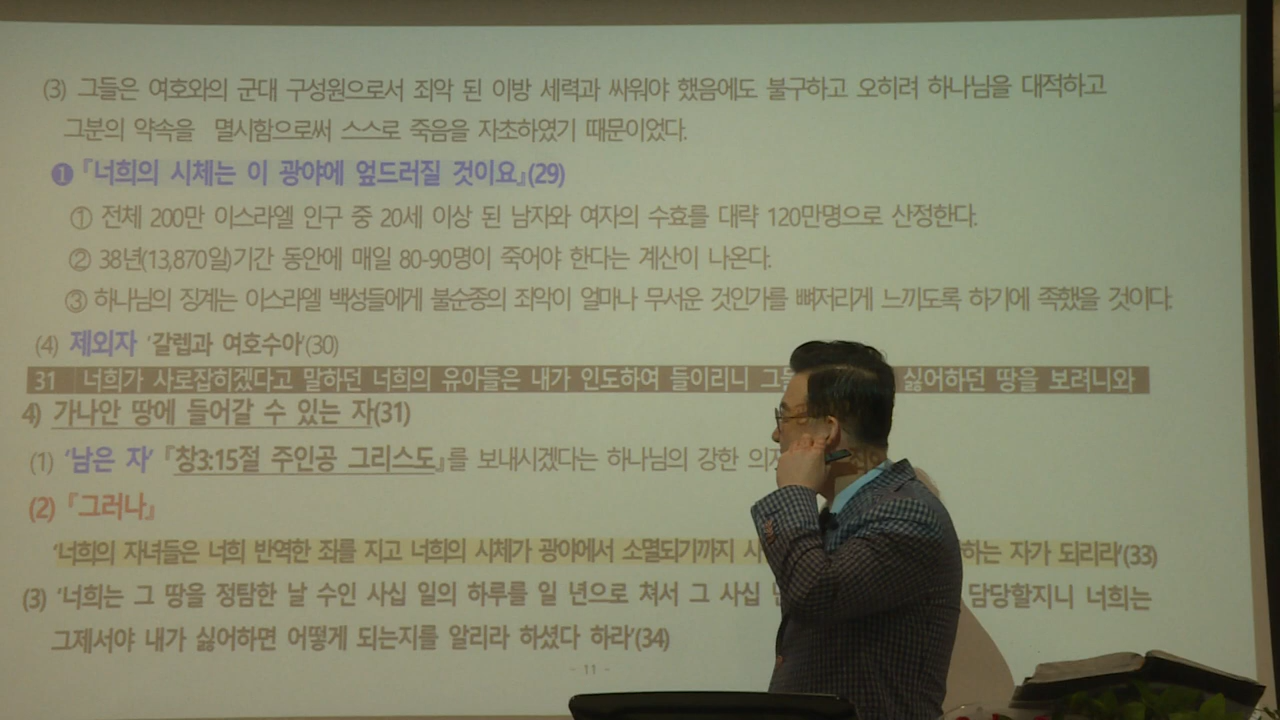 (3) 그들은 여호와의 군대 구성원으로서 죄악 된 이방 세력과 싸워야 했음에도 불구하고 오히려 하나님을 대적하고
그분의 약속을 멸시함으로써 스스로 죽음을 자초하였기 때문이었다.
❶ 『너희의 시체는 이 광야에 엎드러질 것이요』(29)
① 전체 200만 이스라엘 인구 중 20세 이상 된 남자와 여자의 수효를 대략 120만명으로 산정한다.
② 38년(13,870일)기간 동안에 매일 80-90명이 죽어야 한다는 계산이 나온다.
③ 하나님의 징계는 이스라엘 백성들에게 불순종의 죄악이 얼마나 무서운 것인가를 뼈저리게 느끼도록 하기에 족했을 것이다.
(4) 제외자 '갈렙과 여호수아'(30)
31 너희가 사로잡히겠다고 말하던 너희의 유아들은 내가 인도하여 들이리니 싫어하던 땅을 보려니와
4) 가나안 땅에 들어갈 수 있는 자(31)
(1) '남은 자' 『창3:15절 주인공 그리스도』를 보내시겠다는 하나님의 강한
(2) 『그러나』
'너희의 자녀들은 너희 반역한 죄를 지고 너희의 시체가 광야에서 소멸되기까지 하는 자가 되리라'(33)
(3) '너희는 그 땅을 정탐한 날 수인 사십 일의 하루를 일 년으로 쳐서 그 사십 담당할지니 너희는
그제서야 내가 싫어하면 어떻게 되는지를 알리라 하셨다 하라'(34)
- 11 -